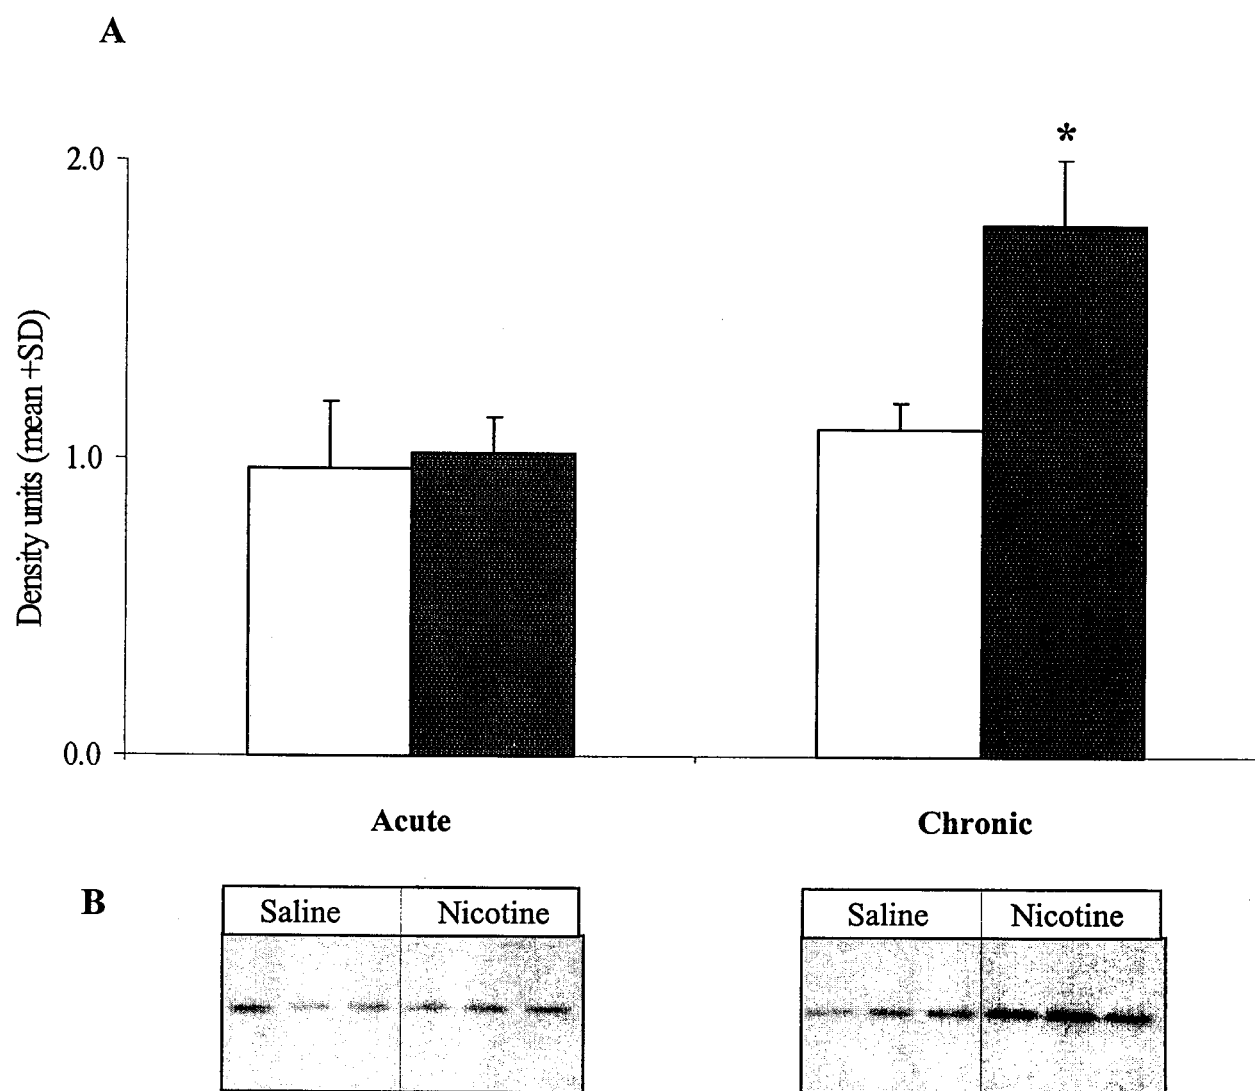 A
*
2.0
1.0
0.0
Density units (mean +SD)
Acute Chronic
B
Saline Nicotine Saline Nicotine